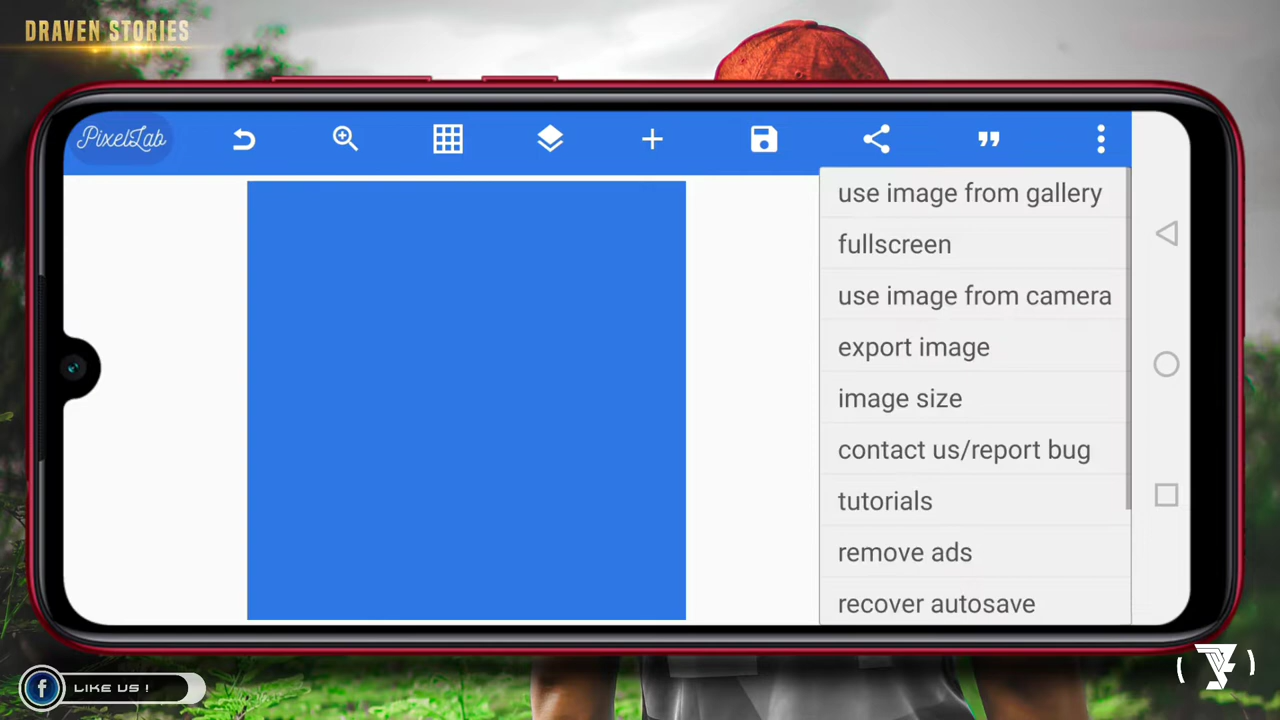 DRAVEN STORIES
PixelLab
use image from gallery
fullscreen
use image from camera
export image
image size
contact us/report bug
tutorials
remove ads
recover autosave
f LIKE US !